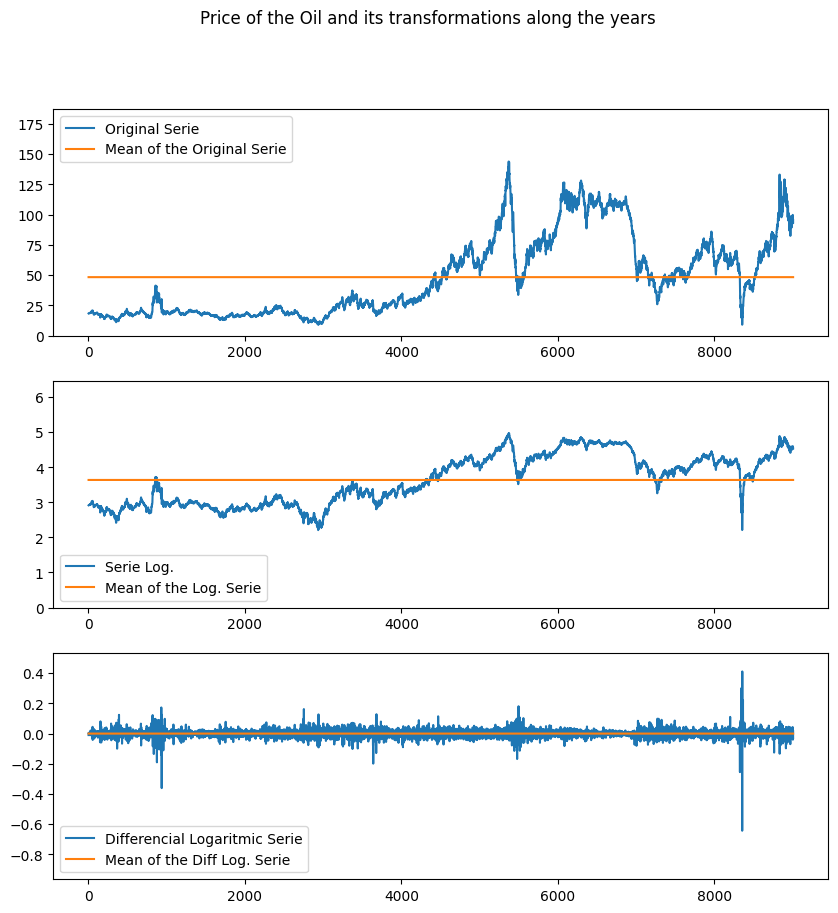 Price of the Oil and its transformations along the years
175
150
125
100
75
50
25
0
Original Serie
Mean of the Original Serie
0 2000 4000 6000 8000
6
5
4
3
2
1
0
Serie Log.
Mean of the Log. Serie
0 2000 4000 6000 8000
0.4
0.2
0.0
−0.2
−0.4
−0.6
−0.8
Differencial Logaritmic Serie
Mean of the Diff Log. Serie
0 2000 4000 6000 8000